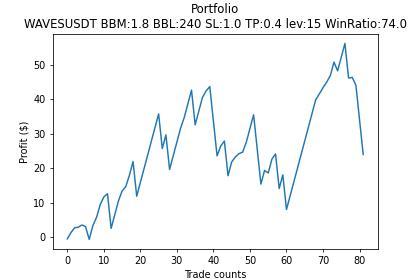 Portfolio
WAVESUSDT BBM:1.8 BBL:240 SL:1.0 TP:0.4 lev:15 WinRatio:74.0
50
40
30
20
10
0
Profit ($)
0 10 20 30 40 50 60 70 80
Trade counts